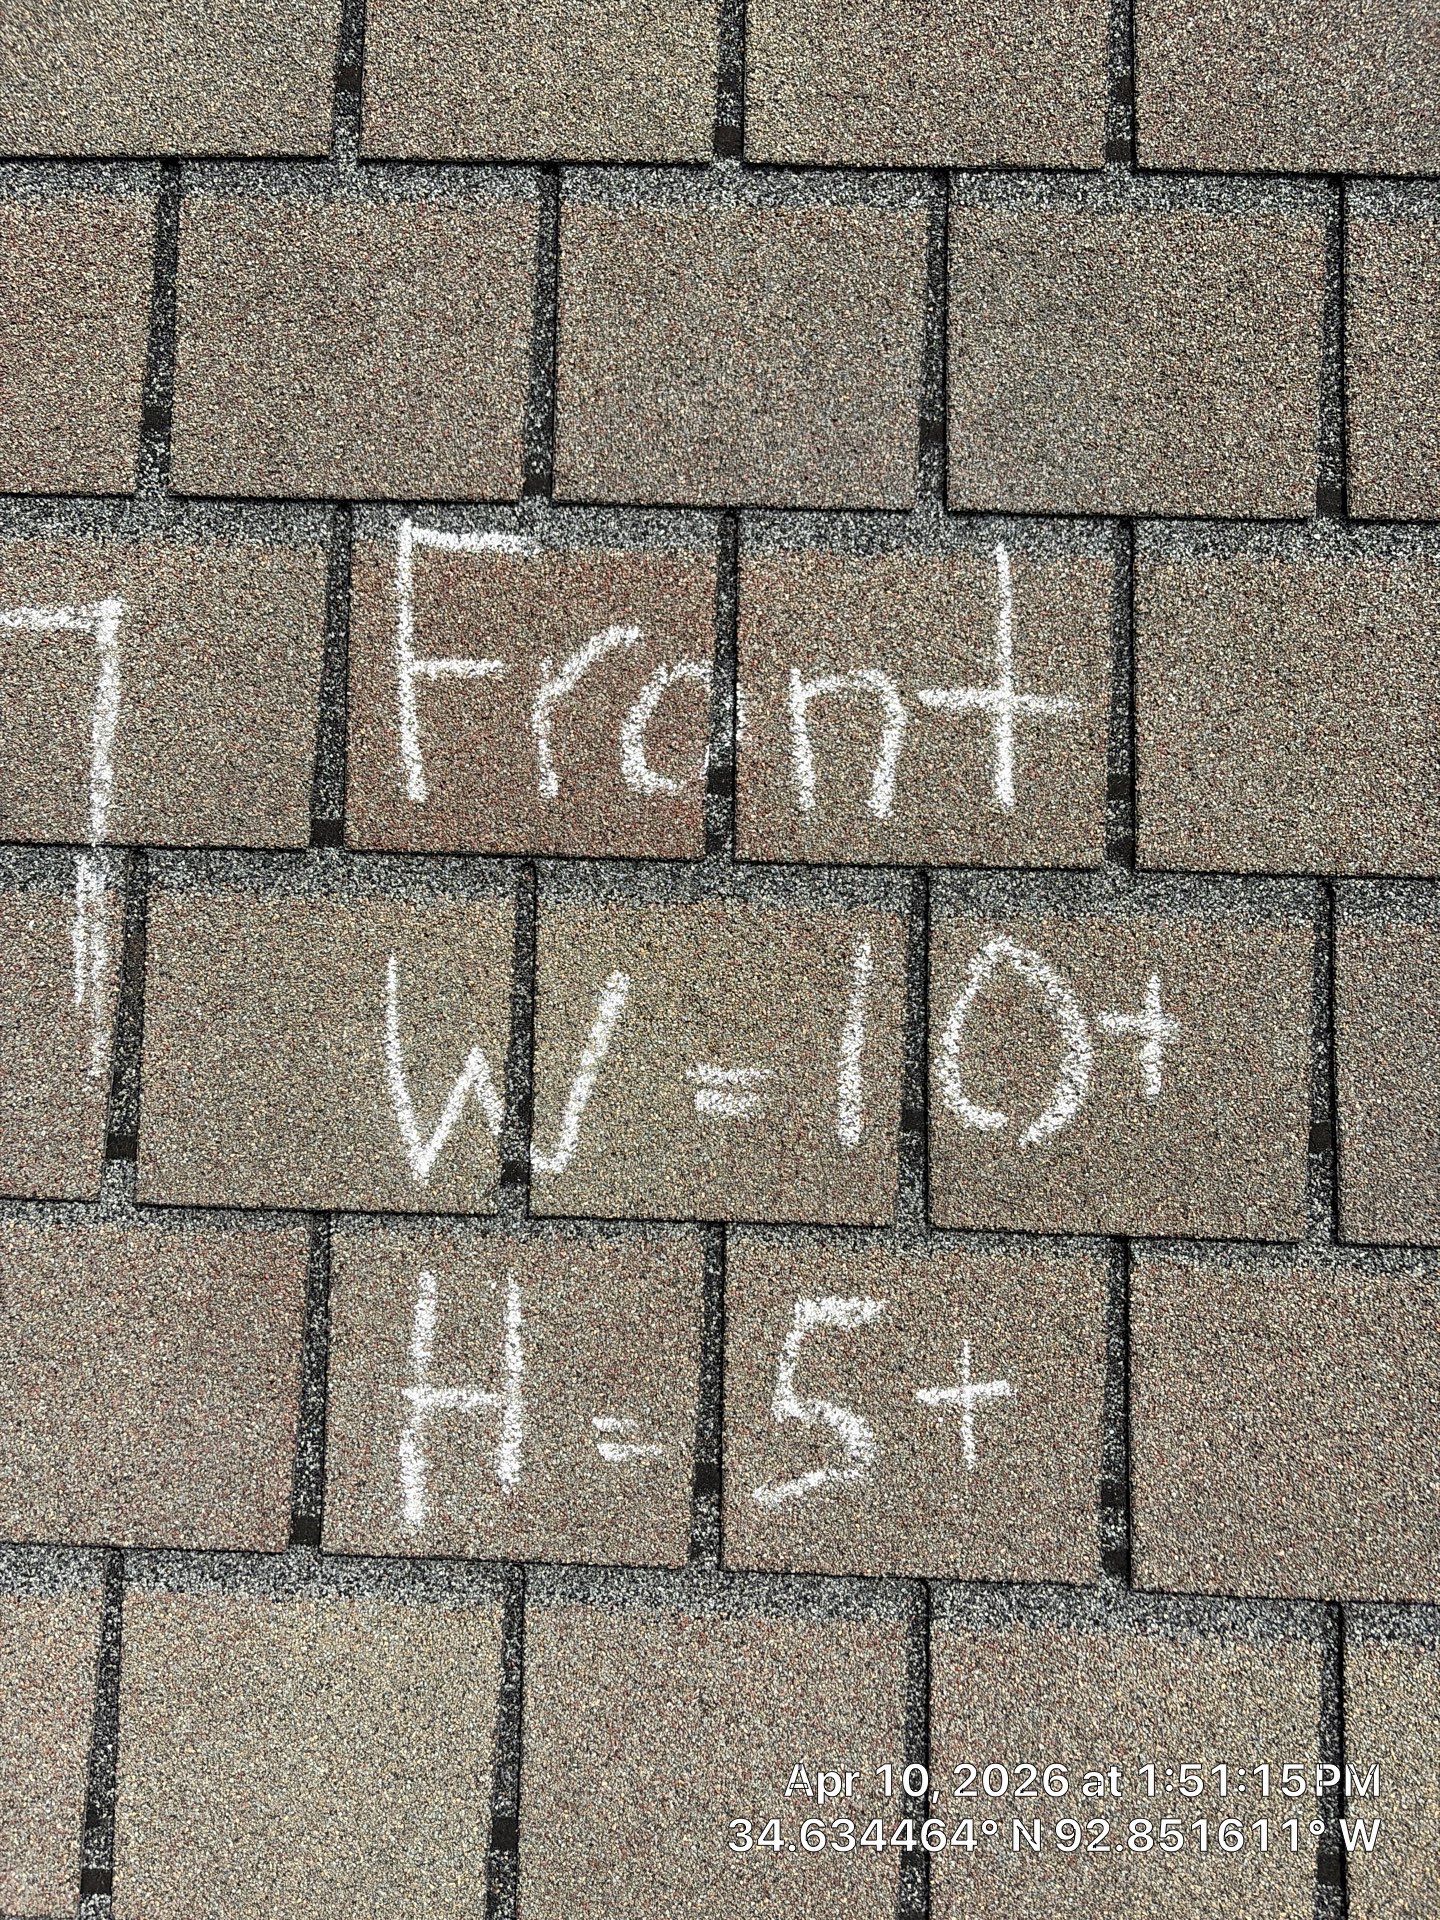 Front
W = 10+
H = 5+
Apr 10, 2026 at 1:51:15 PM
34.634464° N 92.851611° W